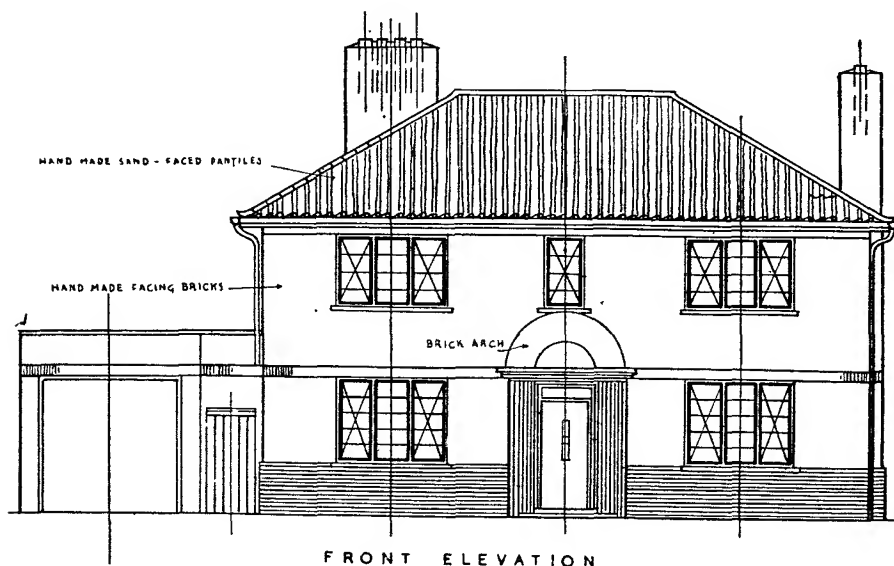 HAND MADE SAND-FACED PANTILES
HAND MADE FACING BRICKS
BRICK ARCH
FRONT ELEVATION